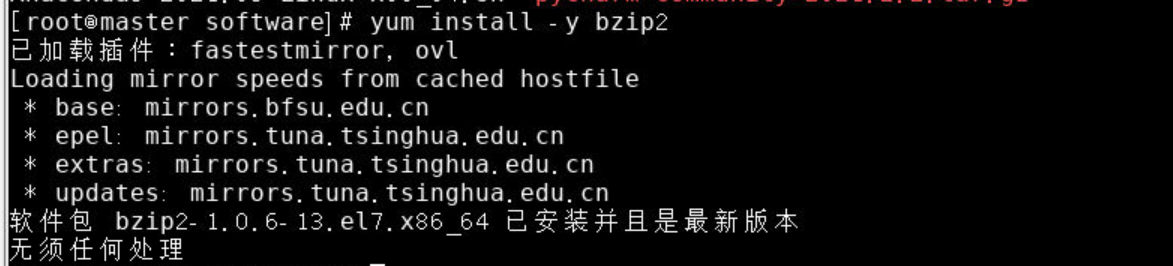 [root@master software]# yum install -y bzip2
已加载插件：fastestmirror, ovl
Loading mirror speeds from cached hostfile
 * base: mirrors.bfsu.edu.cn
 * epel: mirrors.tuna.tsinghua.edu.cn
 * extras: mirrors.tuna.tsinghua.edu.cn
 * updates: mirrors.tuna.tsinghua.edu.cn
软件包 bzip2-1.0.6-13.el7.x86_64 已安装并且是最新版本
无须任何处理